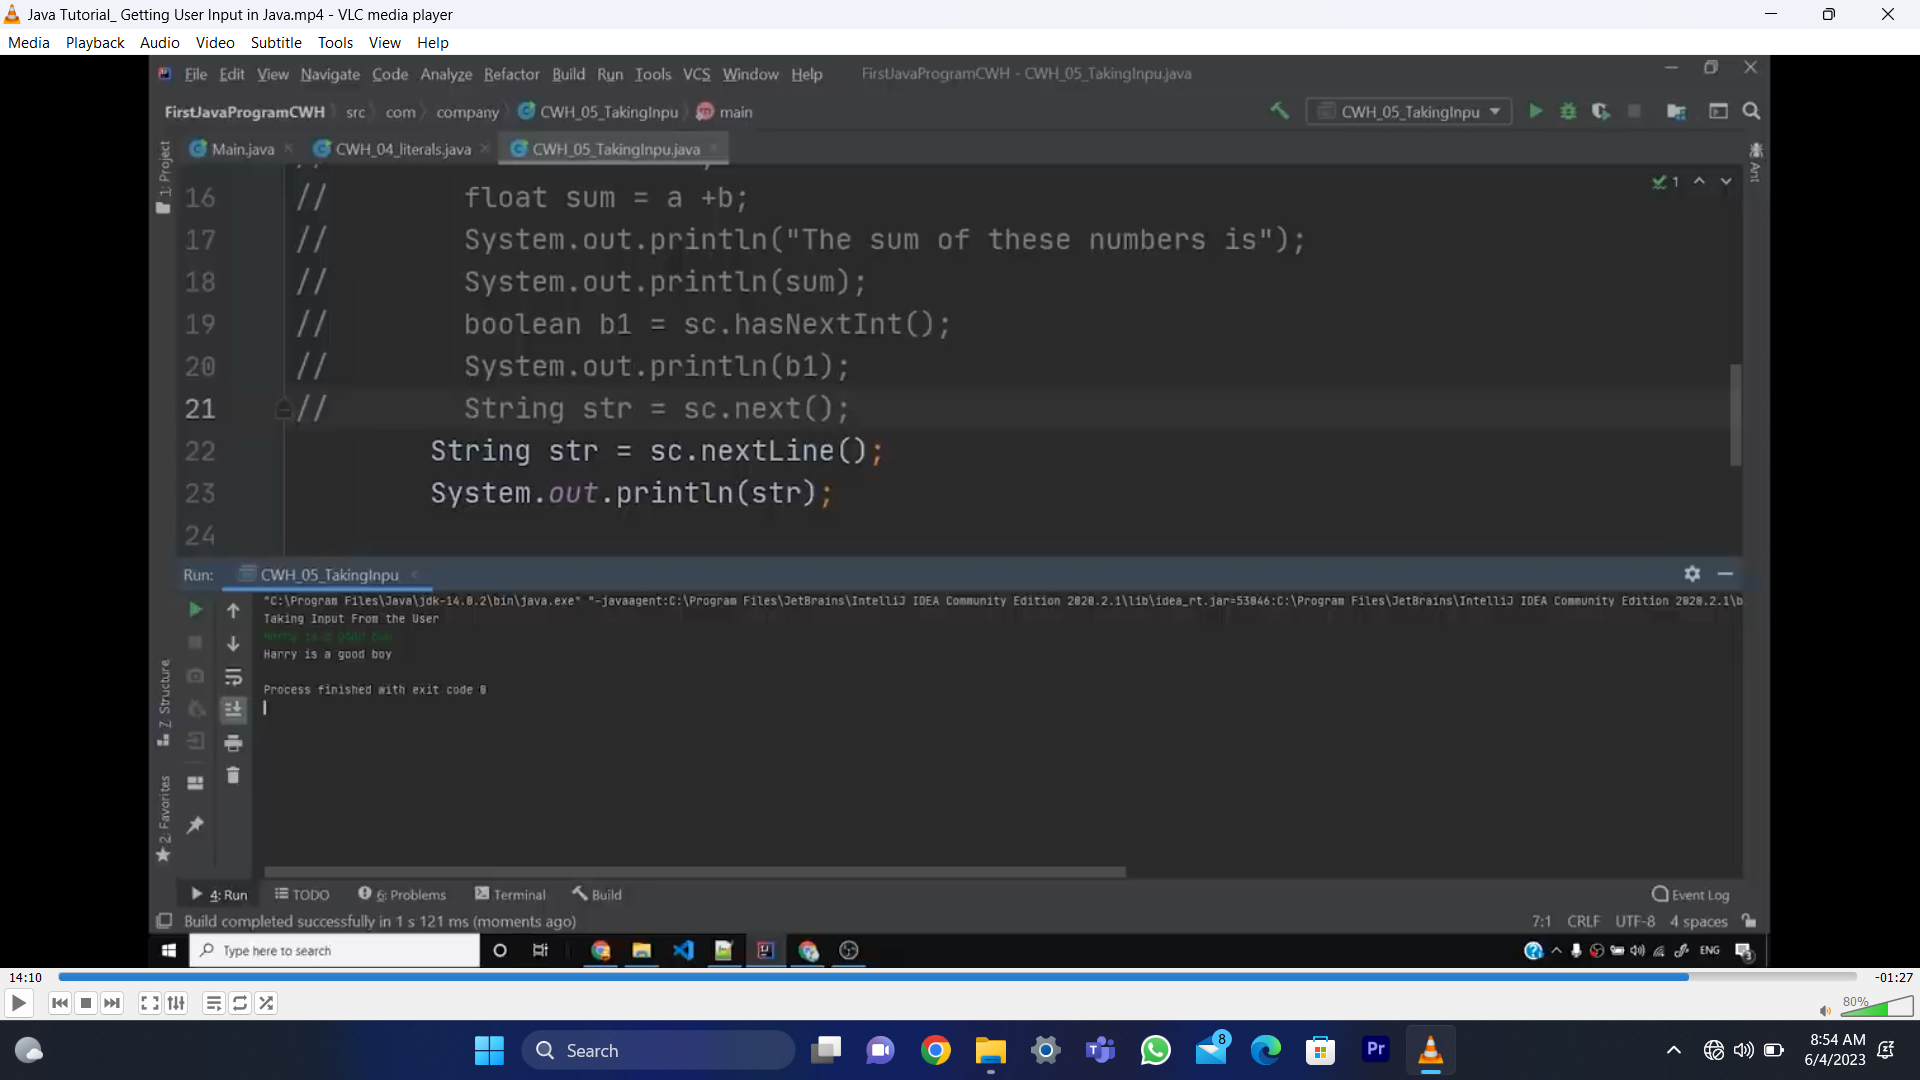 Java Tutorial_ Getting User Input in Java.mp4 - VLC media player
Media Playback Audio Video Subtitle Tools View Help
File Edit View Navigate Code Analyze Refactor Build Run Tools VCS Window Help FirstJavaProgramCWH - CWH_05_TakingInpu.java
FirstJavaProgramCWH src com company CWH_05_TakingInpu main CWH_05_TakingInpu
Main.java CWH_04_literals.java CWH_05_TakingInpu.java
1: Project
Ant
1
16 // float sum = a +b;
17 // System.out.println("The sum of these numbers is");
18 // System.out.println(sum);
19 // boolean b1 = sc.hasNextInt();
20 // System.out.println(b1);
21 // String str = sc.next();
22 String str = sc.nextLine();
23 System.out.println(str);
24
Run: CWH_05_TakingInpu
"C:\Program Files\Java\jdk-14.0.2\bin\java.exe" "-javaagent:C:\Program Files\JetBrains\IntelliJ IDEA Community Edition 2020.2.1\lib\idea_rt.jar=53046:C:\Program Files\JetBrains\IntelliJ IDEA Community Edition 2020.2.1\b
Taking Input From the User
Harry is a good boy
Harry is a good boy
Process finished with exit code 0
Z: Structure
2: Favorites
4: Run TODO 6: Problems Terminal Build Event Log
Build completed successfully in 1 s 121 ms (moments ago) 7:1 CRLF UTF-8 4 spaces
Type here to search ENG 3
14:10 -01:27
80%
Search 8 Pr 8:54 AM
6/4/2023